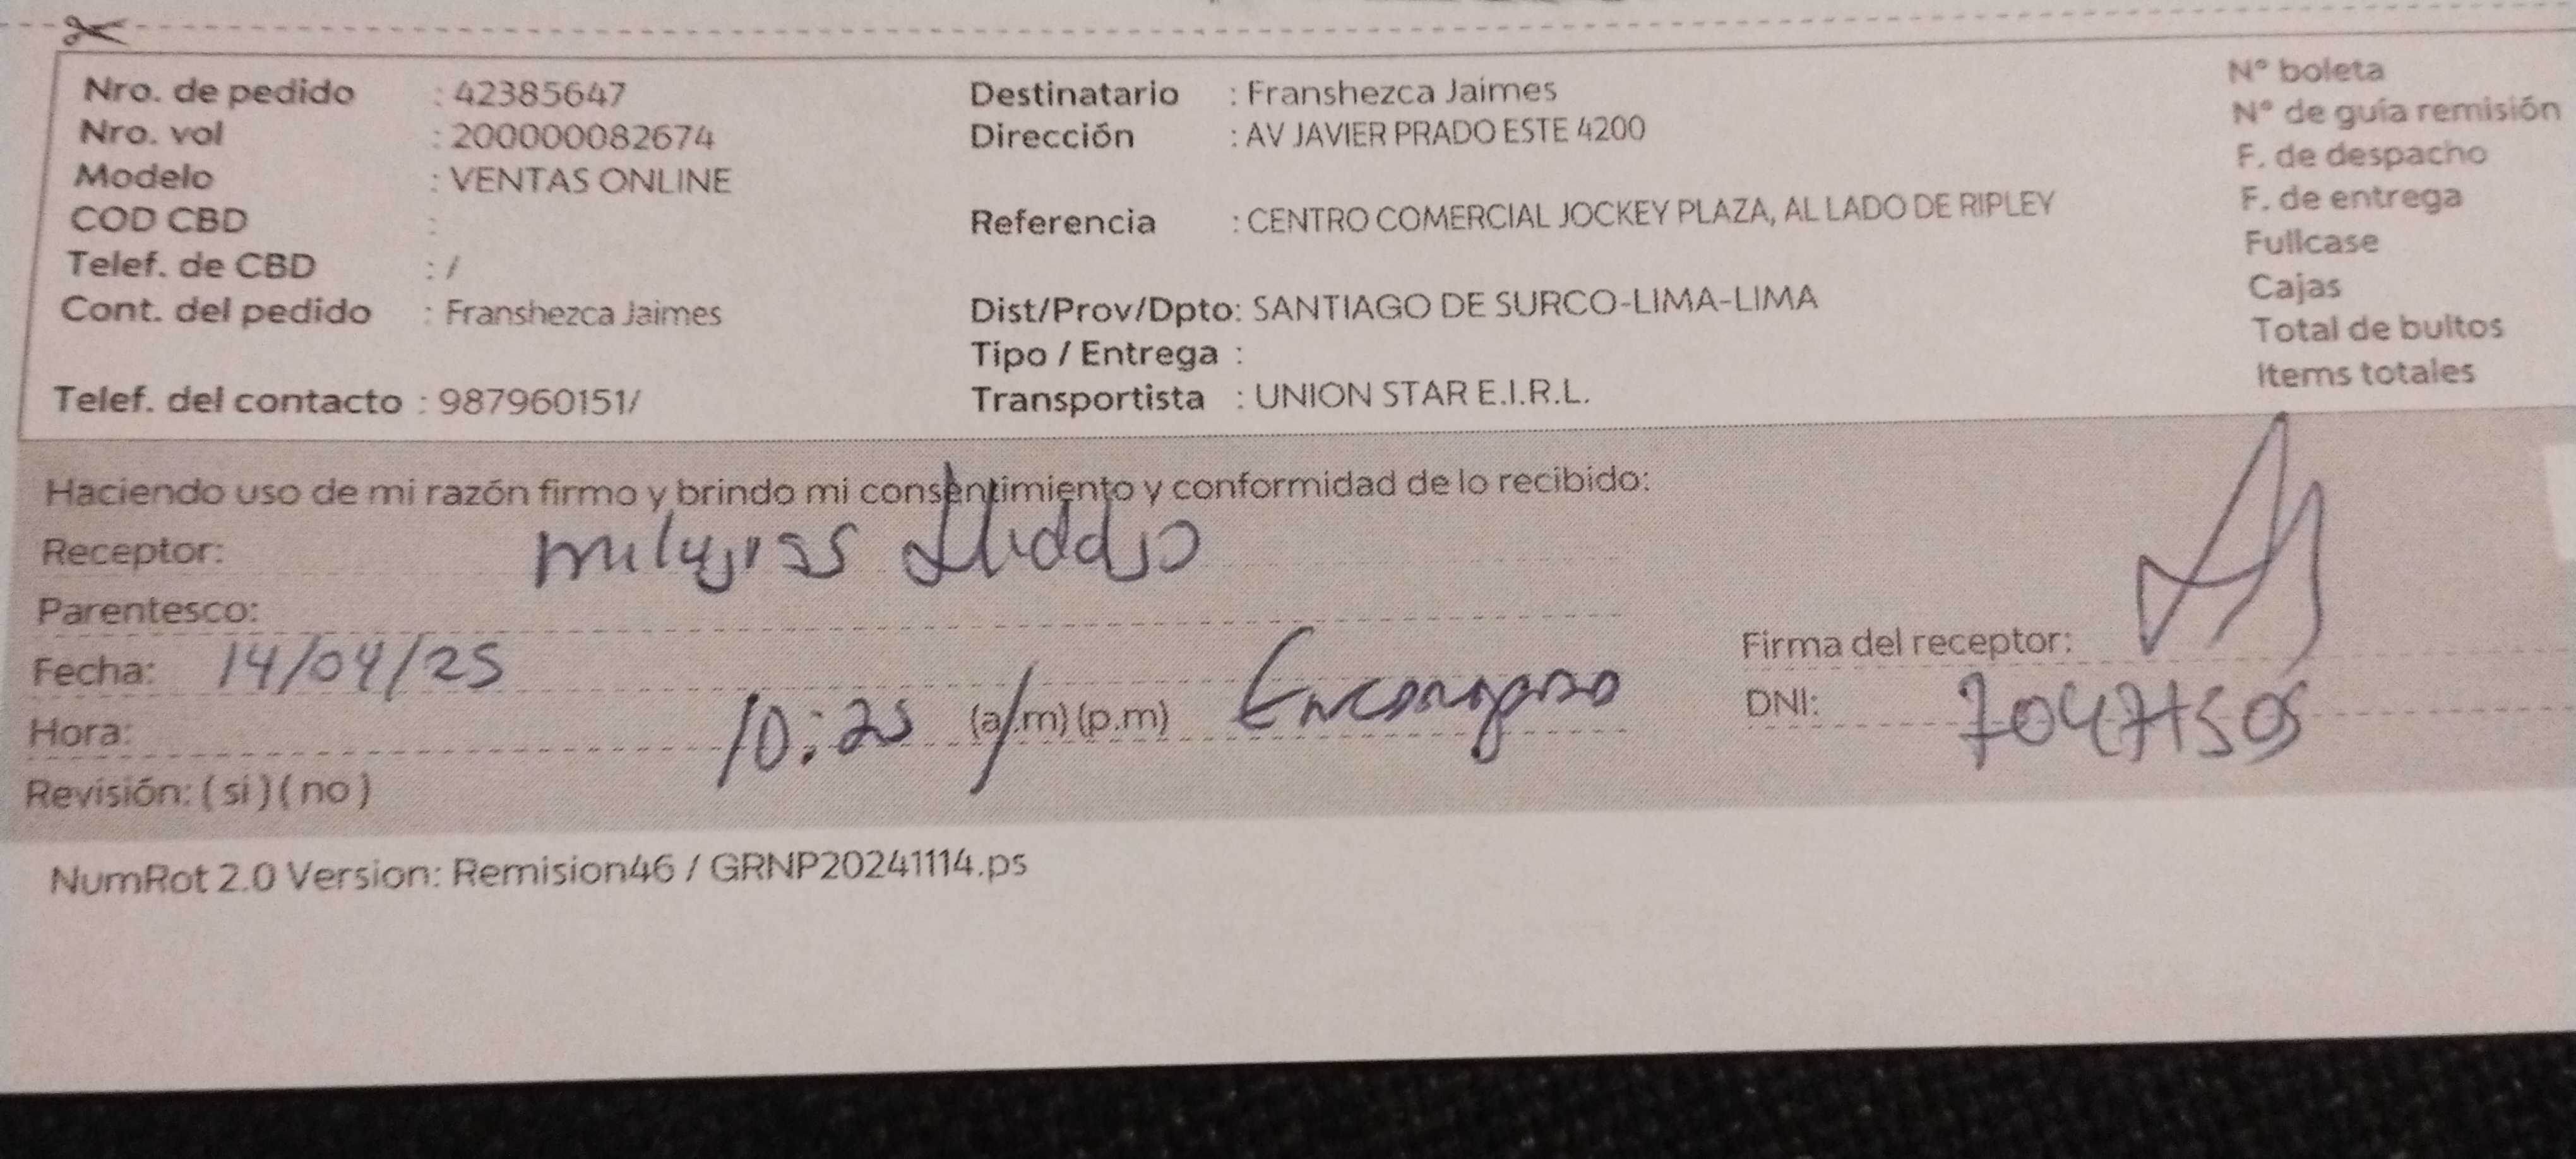 Nro. de pedido : 42385647
Nro. vol : 200000082674
Modelo : VENTAS ONLINE
COD CBD :
Telef. de CBD : /
Cont. del pedido : Franshezca Jaimes
Telef. del contacto : 987960151/
Destinatario : Franshezca Jaimes
Dirección : AV JAVIER PRADO ESTE 4200
Referencia : CENTRO COMERCIAL JOCKEY PLAZA, AL LADO DE RIPLEY
Dist/Prov/Dpto: SANTIAGO DE SURCO-LIMA-LIMA
Tipo / Entrega :
Transportista : UNION STAR E.I.R.L.
N° boleta
N° de guía remisión
F. de despacho
F. de entrega
Fullcase
Cajas
Total de bultos
Items totales
Haciendo uso de mi razón firmo y brindo mi consentimiento y conformidad de lo recibido:
Receptor: milagros
Parentesco:
Fecha: 14/04/25
Hora: 10:25 (a.m) (p.m)
Revisión: ( si ) ( no )
Firma del receptor:
DNI:
NumRot 2.0 Version: Remision46 / GRNP20241114.ps